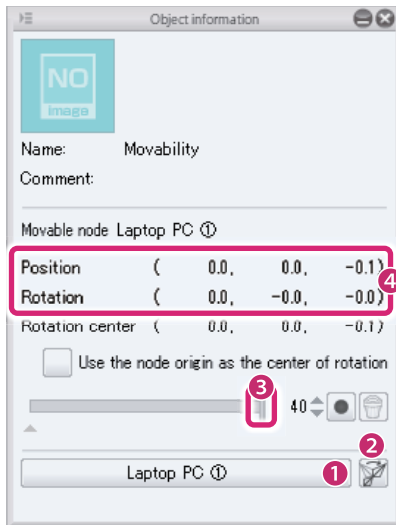 Object information
NO
image
Name: Movability
Comment:
Movable node Laptop PC ①
Position ( 0.0, 0.0, -0.1)
4
Rotation ( 0.0, -0.0, -0.0)
Rotation center ( 0.0, 0.0, -0.1)
Use the node origin as the center of rotation
3
40
2
Laptop PC ① 1